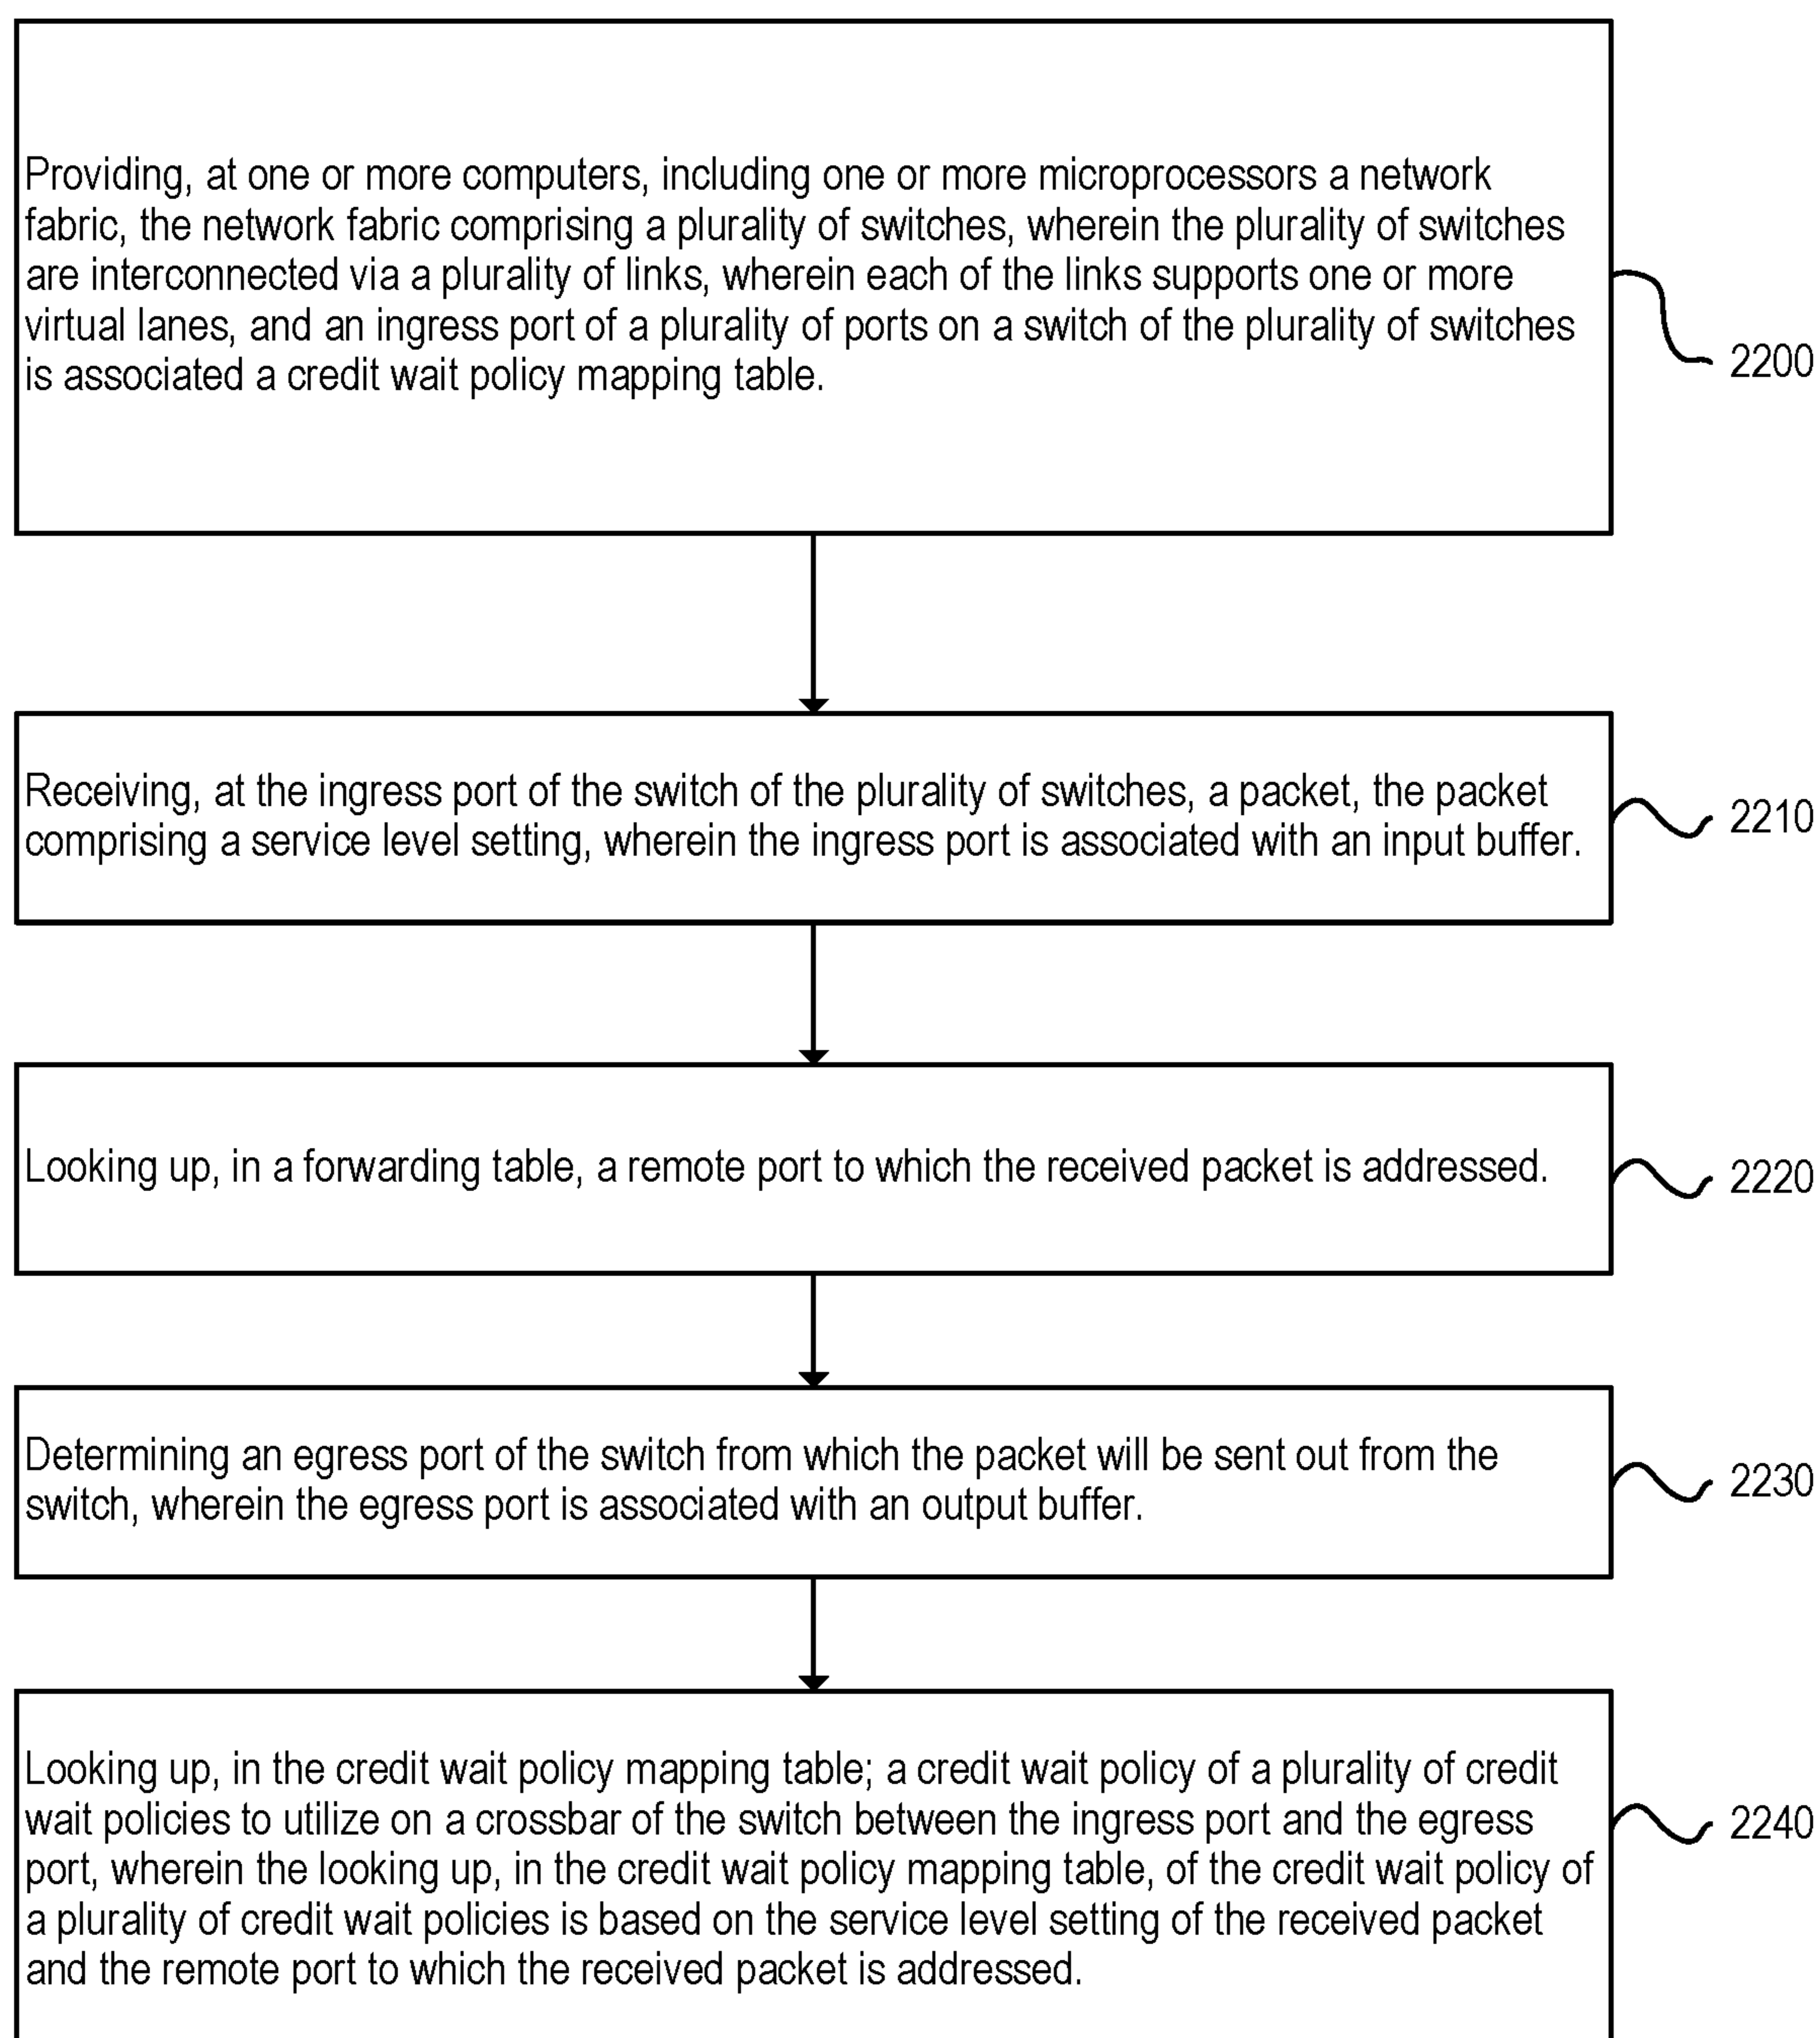 Providing, at one or more computers, including one or more microprocessors a network
fabric, the network fabric comprising a plurality of switches, wherein the plurality of switches
are interconnected via a plurality of links, wherein each of the links supports one or more
virtual lanes, and an ingress port of a plurality of ports on a switch of the plurality of switches
is associated a credit wait policy mapping table.
2200
Receiving, at the ingress port of the switch of the plurality of switches, a packet, the packet
comprising a service level setting, wherein the ingress port is associated with an input buffer.
2210
Looking up, in a forwarding table, a remote port to which the received packet is addressed.
2220
Determining an egress port of the switch from which the packet will be sent out from the
switch, wherein the egress port is associated with an output buffer.
2230
Looking up, in the credit wait policy mapping table; a credit wait policy of a plurality of credit
wait policies to utilize on a crossbar of the switch between the ingress port and the egress
port, wherein the looking up, in the credit wait policy mapping table, of the credit wait policy of
a plurality of credit wait policies is based on the service level setting of the received packet
and the remote port to which the received packet is addressed.
2240